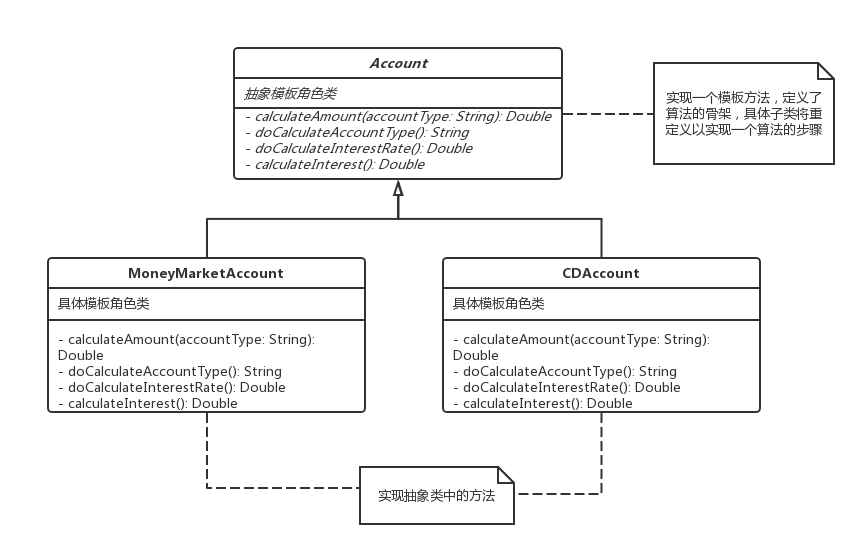 Account
抽象模板角色类
- calculateAmount(accountType: String): Double
- doCalculateAccountType(): String
- doCalculateInterestRate(): Double
- calculateInterest(): Double
实现一个模板方法，定义了
算法的骨架，具体子类将重
定义以实现一个算法的步骤
MoneyMarketAccount
具体模板角色类
- calculateAmount(accountType: String):
Double
- doCalculateAccountType(): String
- doCalculateInterestRate(): Double
- calculateInterest(): Double
CDAccount
具体模板角色类
- calculateAmount(accountType: String):
Double
- doCalculateAccountType(): String
- doCalculateInterestRate(): Double
- calculateInterest(): Double
实现抽象类中的方法